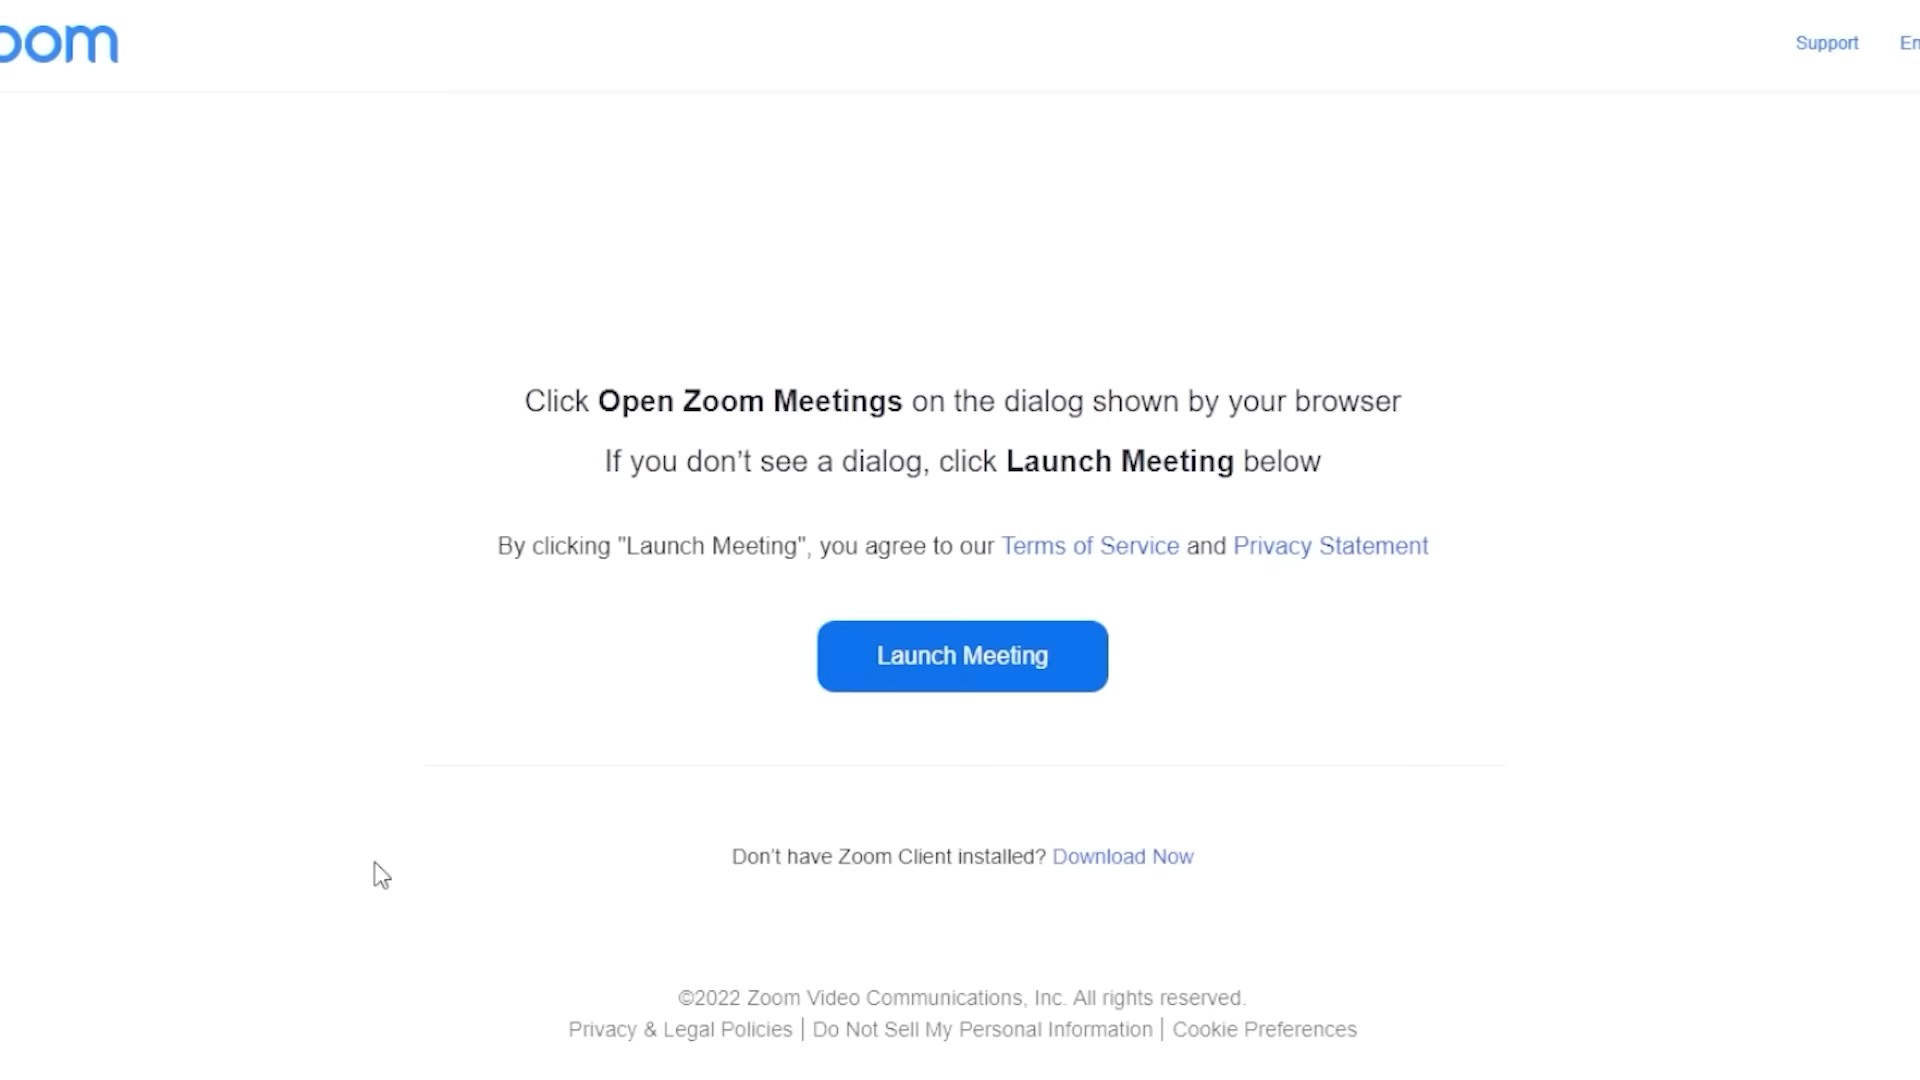 oom
Support
En
Click Open Zoom Meetings on the dialog shown by your browser
If you don’t see a dialog, click Launch Meeting below
By clicking "Launch Meeting", you agree to our Terms of Service and Privacy Statement
Launch Meeting
Don’t have Zoom Client installed? Download Now
©2022 Zoom Video Communications, Inc. All rights reserved.
Privacy & Legal Policies | Do Not Sell My Personal Information | Cookie Preferences